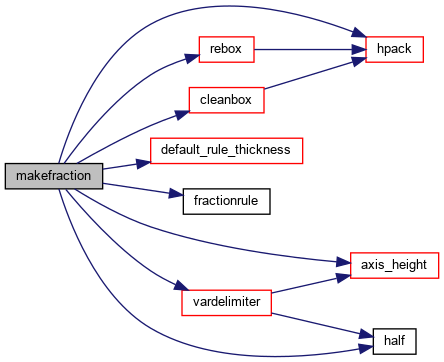 makefraction
rebox
hpack
cleanbox
default_rule_thickness
fractionrule
axis_height
vardelimiter
half